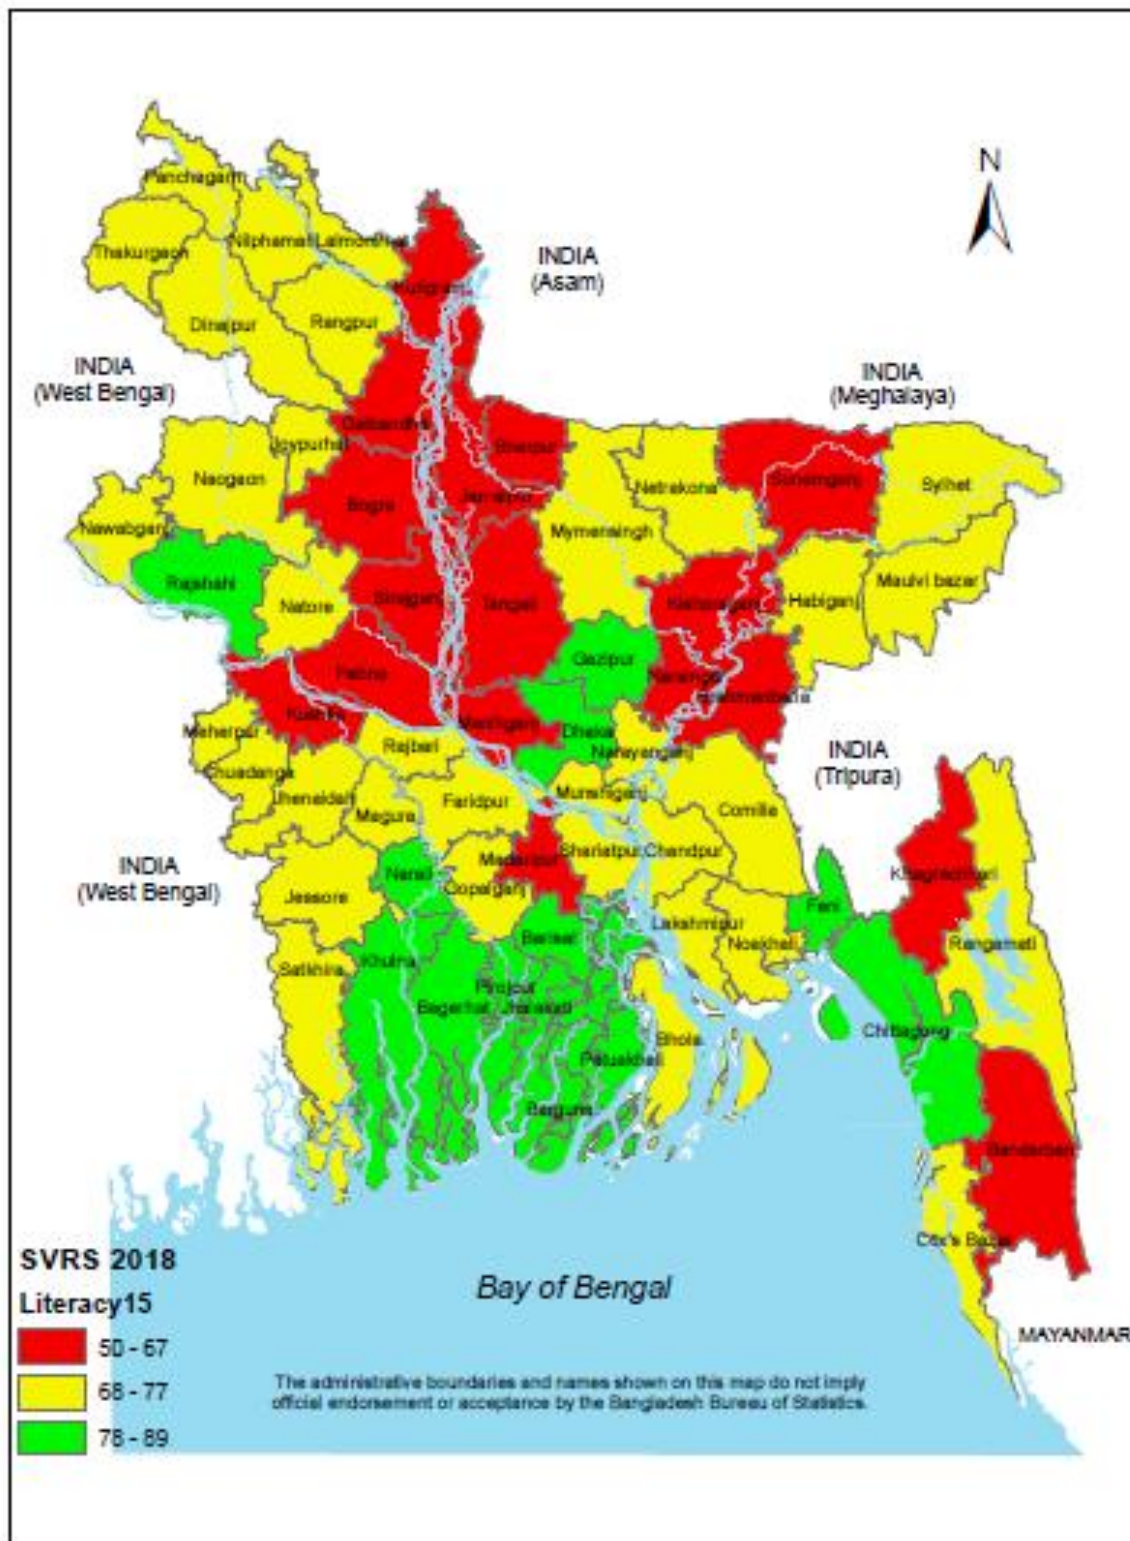 N
Panchagarh
Nilphamari
Lalmonirhat
Thakurgaon
INDIA
(Asam)
Kurigram
Dinajpur
Rangpur
INDIA
(West Bengal)
INDIA
(Meghalaya)
Gaibandha
Joypurhat
Sherpur
Naogaon
Netrakona
Sunamganj
Sylhet
Bogra
Jamalpur
Nawabganj
Mymensingh
Rajshahi
Maulvi bazar
Natore
Sirajganj
Tangail
Kishoreganj
Habiganj
Gazipur
Pabna
Narsingdi
Brahmanbaria
Kushtia
Manikganj
Dhaka
Meherpur
Rajbari
Narayanganj
INDIA
(Tripura)
Chuadanga
Jhenaidah
Faridpur
Munshiganj
Magura
Comilla
Madaripur
Shariatpur
Chandpur
INDIA
(West Bengal)
Narail
Khagrachhari
Jessore
Gopalganj
Feni
Lakshmipur
Barisal
Noakhali
Rangamati
Satkhira
Khulna
Pirojpur
Bagerhat
Jhalakati
Chittagong
Bhola
Patuakhali
Barguna
Bandarban
Cox's Bazar
SVRS 2018
Bay of Bengal
Literacy15
MAYANMAR
50 - 67
68 - 77
78 - 89
The administrative boundaries and names shown on this map do not imply
official endorsement or acceptance by the Bangladesh Bureau of Statistics.